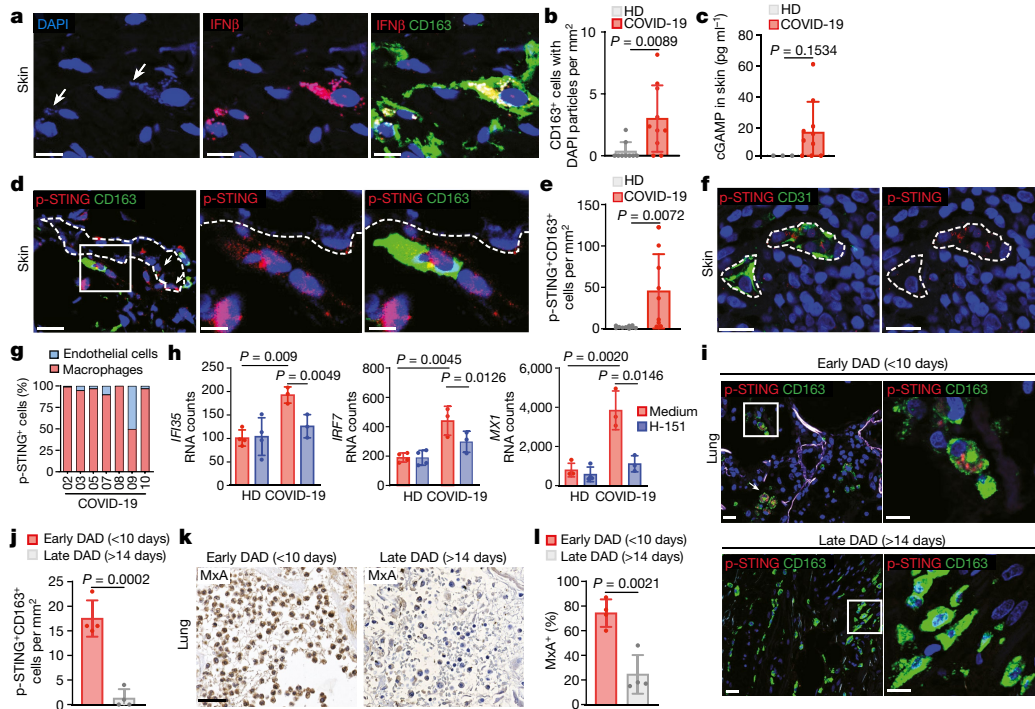 a
DAPI
IFNβ
IFNβ CD163
Skin
b
HD
COVID-19
P = 0.0089
CD163⁺ cells with
DAPI particles per mm²
10
5
0
c
HD
COVID-19
P = 0.1534
cGAMP in skin (pg ml⁻¹)
80
60
40
20
0
d
p-STING CD163
p-STING
p-STING CD163
Skin
e
HD
COVID-19
P = 0.0072
p-STING⁺CD163⁺
cells per mm²
150
100
50
0
f
p-STING CD31
p-STING
Skin
g
Endothelial cells
Macrophages
p-STING⁺ cells (%)
100
75
50
25
0
02
03
05
07
08
09
10
COVID-19
h
P = 0.009
P = 0.0049
IFI35
RNA counts
250
200
150
100
50
0
HD COVID-19
P = 0.0045
P = 0.0126
IRF7
RNA counts
800
600
400
200
0
HD COVID-19
P = 0.0020
P = 0.0146
MX1
RNA counts
6,000
4,000
2,000
0
HD COVID-19
Medium
H-151
i
Early DAD (<10 days)
p-STING CD163
p-STING CD163
Lung
Late DAD (>14 days)
p-STING CD163
p-STING CD163
j
Early DAD (<10 days)
Late DAD (>14 days)
P = 0.0002
p-STING⁺CD163⁺
cells per mm²
25
20
15
10
5
0
k
Early DAD (<10 days)
Late DAD (>14 days)
MxA
MxA
Lung
l
Early DAD (<10 days)
Late DAD (>14 days)
P = 0.0021
MxA⁺ (%)
100
80
60
40
20
0